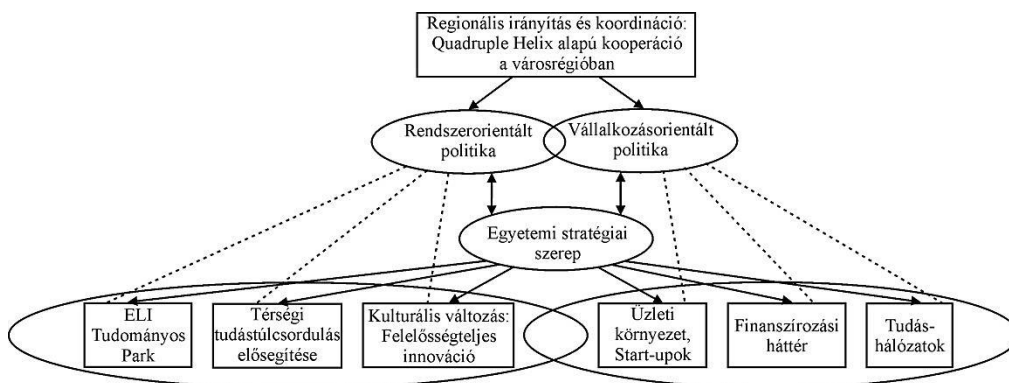 Regionális irányítás és koordináció:
Quadruple Helix alapú kooperáció
a városrégióban
Rendszerorientált
politika
Vállalkozásorientált
politika
Egyetemi stratégiai
szerep
ELI
Tudományos
Park
Térségi
tudástúlcsordulás
elősegítése
Kulturális változás:
Felelősségteljes
innováció
Üzleti
környezet,
Start-upok
Finanszírozási
háttér
Tudás-
hálózatok